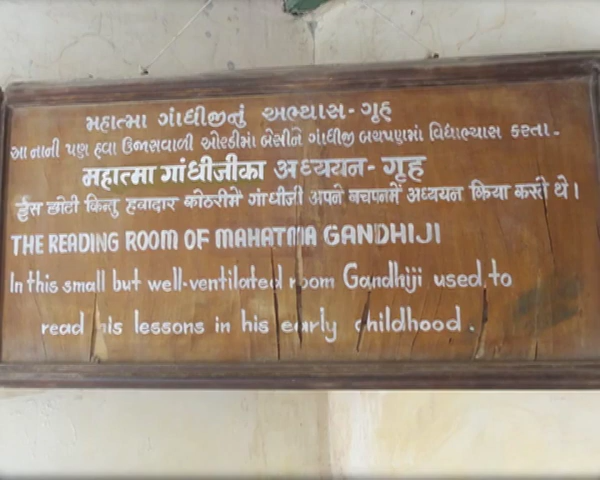 મહાત્મા ગાંધીજીનું અભ્યાસ-ગૃહ
આ નાની પણ હવા ઉજાસવાળી ઓરડીમાં બેસીને ગાંધીજી બચપણમાં વિદ્યાભ્યાસ કરતા-
महात्मा गांधीजीका अध्ययन-गृह
ईस छोटी किन्तु हवादार कोठरीमें गांधीजी अपने बचपनमें अध्ययन किया करते थे।
THE READING ROOM OF MAHATMA GANDHIJI
In this small but well-ventilated room Gandhiji used to
read his lessons in his early childhood.